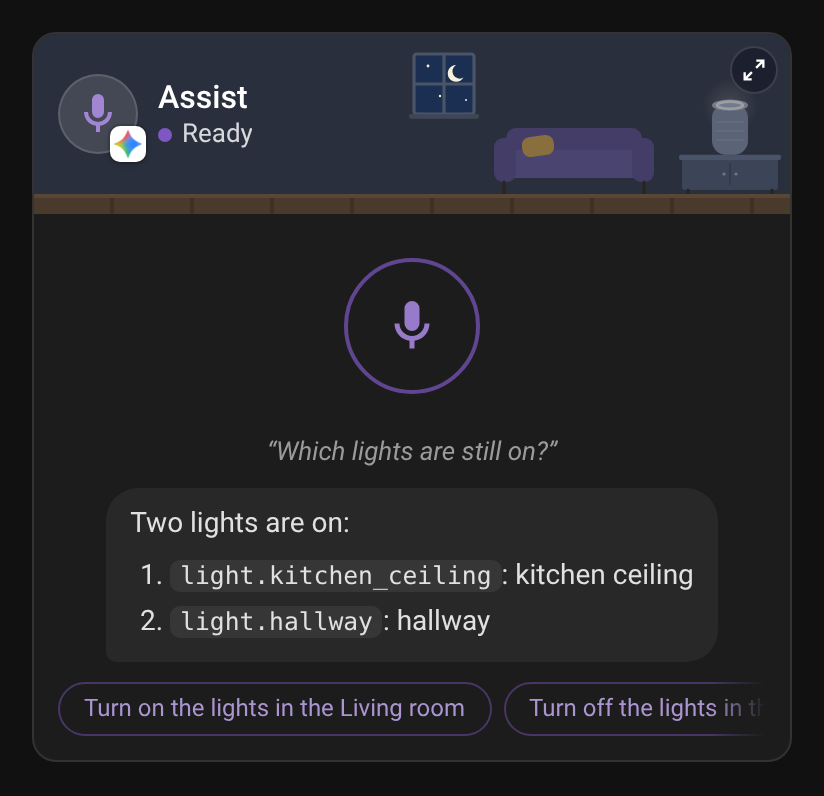 Assist
Ready
“Which lights are still on?”
Two lights are on:
1. light.kitchen_ceiling: kitchen ceiling
2. light.hallway: hallway
Turn on the lights in the Living room
Turn off the lights in